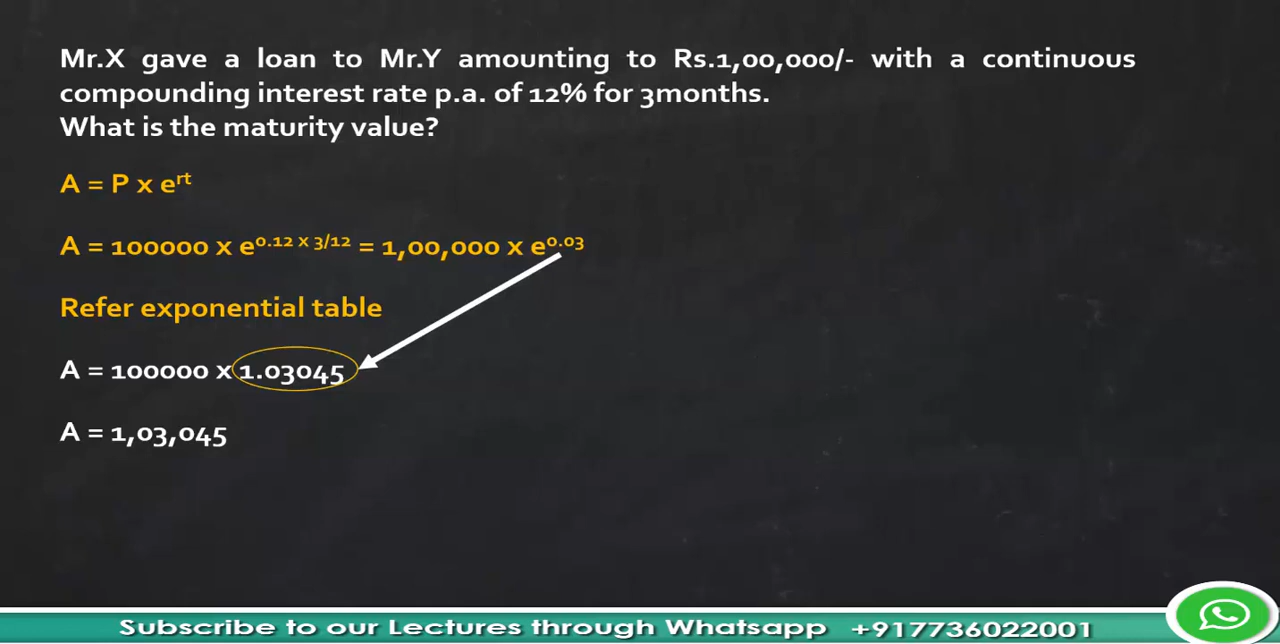 Mr.X gave a loan to Mr.Y amounting to Rs.1,00,000/- with a continuous
compounding interest rate p.a. of 12% for 3months.
What is the maturity value?
A = P x e^rt
A = 100000 x e^0.12 x 3/12 = 1,00,000 x e^0.03
Refer exponential table
A = 100000 x 1.03045
A = 1,03,045
Subscribe to our Lectures through Whatsapp +917736022001